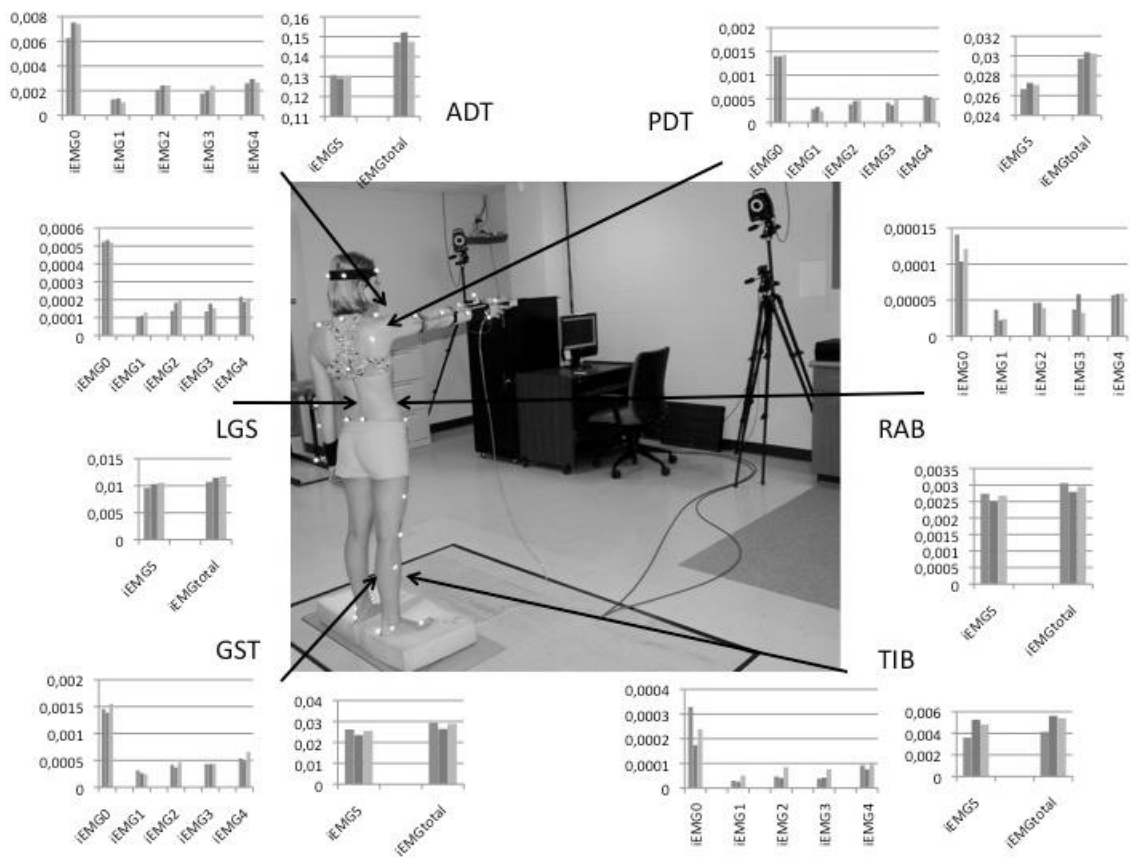 0,008
0,006
0,004
0,002
0
iEMG0
iEMG1
iEMG2
iEMG3
iEMG4
0,16
0,15
0,14
0,13
0,12
0,11
iEMG5
iEMGtotal
ADT
PDT
0,002
0,0015
0,001
0,0005
0
iEMG0
iEMG1
iEMG2
iEMG3
iEMG4
0,032
0,03
0,028
0,026
0,024
iEMG5
iEMGtotal
0,0006
0,0005
0,0004
0,0003
0,0002
0,0001
0
iEMG0
iEMG1
iEMG2
iEMG3
iEMG4
0,00015
0,0001
0,00005
0
iEMG0
iEMG1
iEMG2
iEMG3
iEMG4
LGS
RAB
0,015
0,01
0,005
0
iEMG5
iEMGtotal
0,0035
0,003
0,0025
0,002
0,0015
0,001
0,0005
0
iEMG5
iEMGtotal
GST
TIB
0,002
0,0015
0,001
0,0005
0
iEMG0
iEMG1
iEMG2
iEMG3
iEMG4
0,04
0,03
0,02
0,01
0
iEMG5
iEMGtotal
0,0004
0,0003
0,0002
0,0001
0
iEMG0
iEMG1
iEMG2
iEMG3
iEMG4
0,006
0,004
0,002
0
iEMG5
iEMGtotal